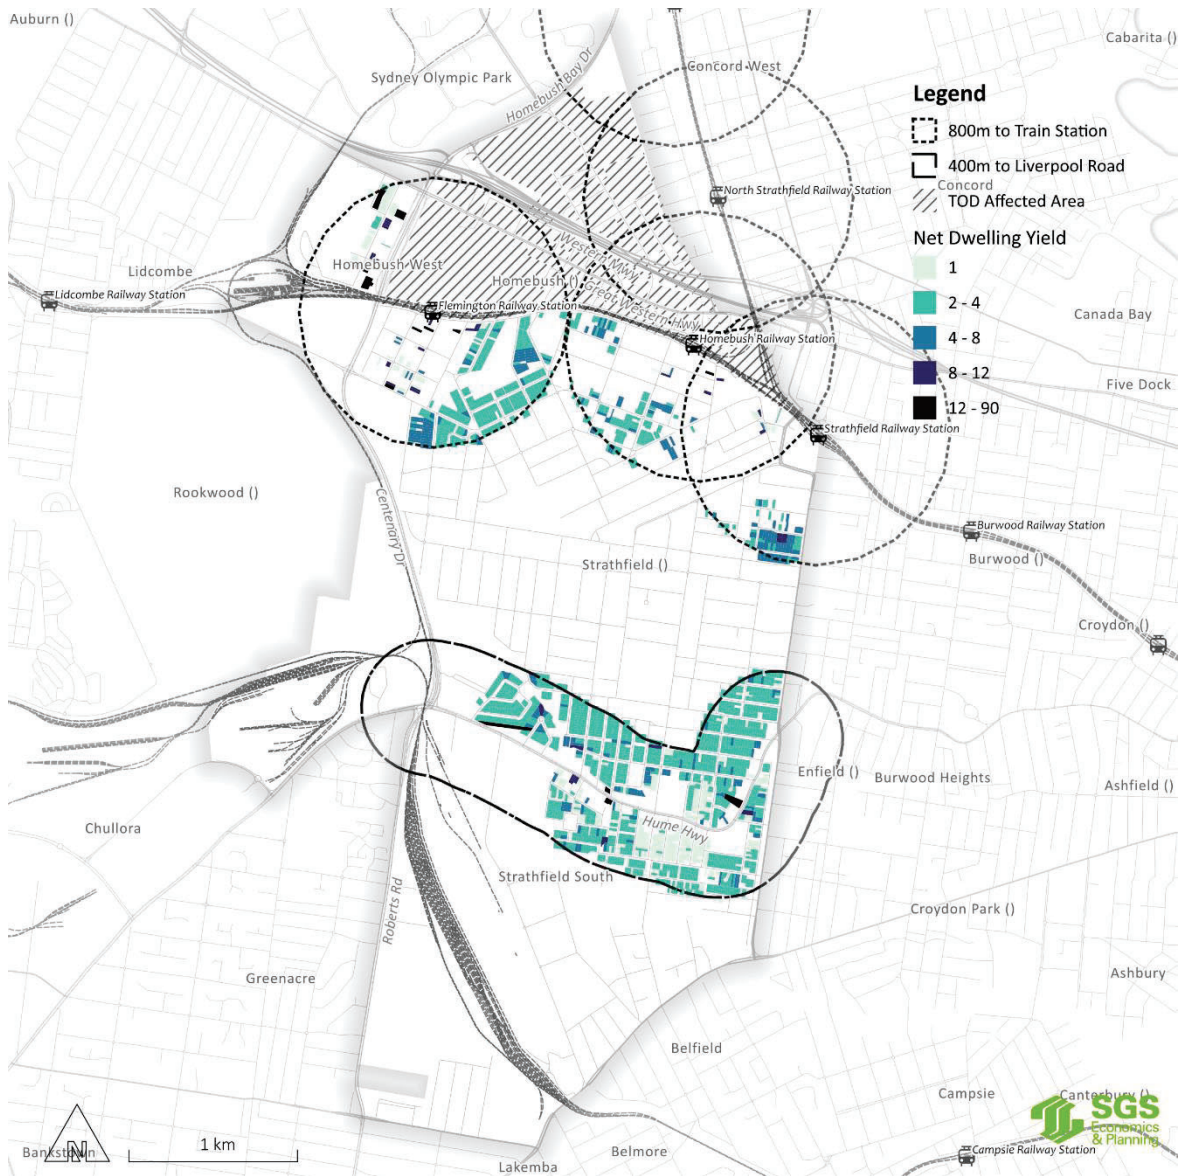 Auburn ()
Cabarita ()
Concord West
Sydney Olympic Park
Homebush Bay Dr
Legend
800m to Train Station
400m to Liverpool Road
Concord
TOD Affected Area
Net Dwelling Yield
1
2 - 4
4 - 8
8 - 12
12 - 90
North Strathfield Railway Station
Western Mwy
Lidcombe
Homebush West
Homebush ()
Great Western Hwy
Lidcombe Railway Station
Flemington Railway Station
Canada Bay
Homebush Railway Station
Five Dock
Strathfield Railway Station
Rookwood ()
Centenary Dr
Burwood Railway Station
Strathfield ()
Burwood ()
Croydon ()
Enfield ()
Burwood Heights
Ashfield ()
Chullora
Hume Hwy
Strathfield South
Roberts Rd
Croydon Park ()
Greenacre
Ashbury
Belfield
Campsie
Canterbury ()
SGS
Economics
& Planning
N
1 km
Bankstown
Belmore
Campsie Railway Station
Lakemba